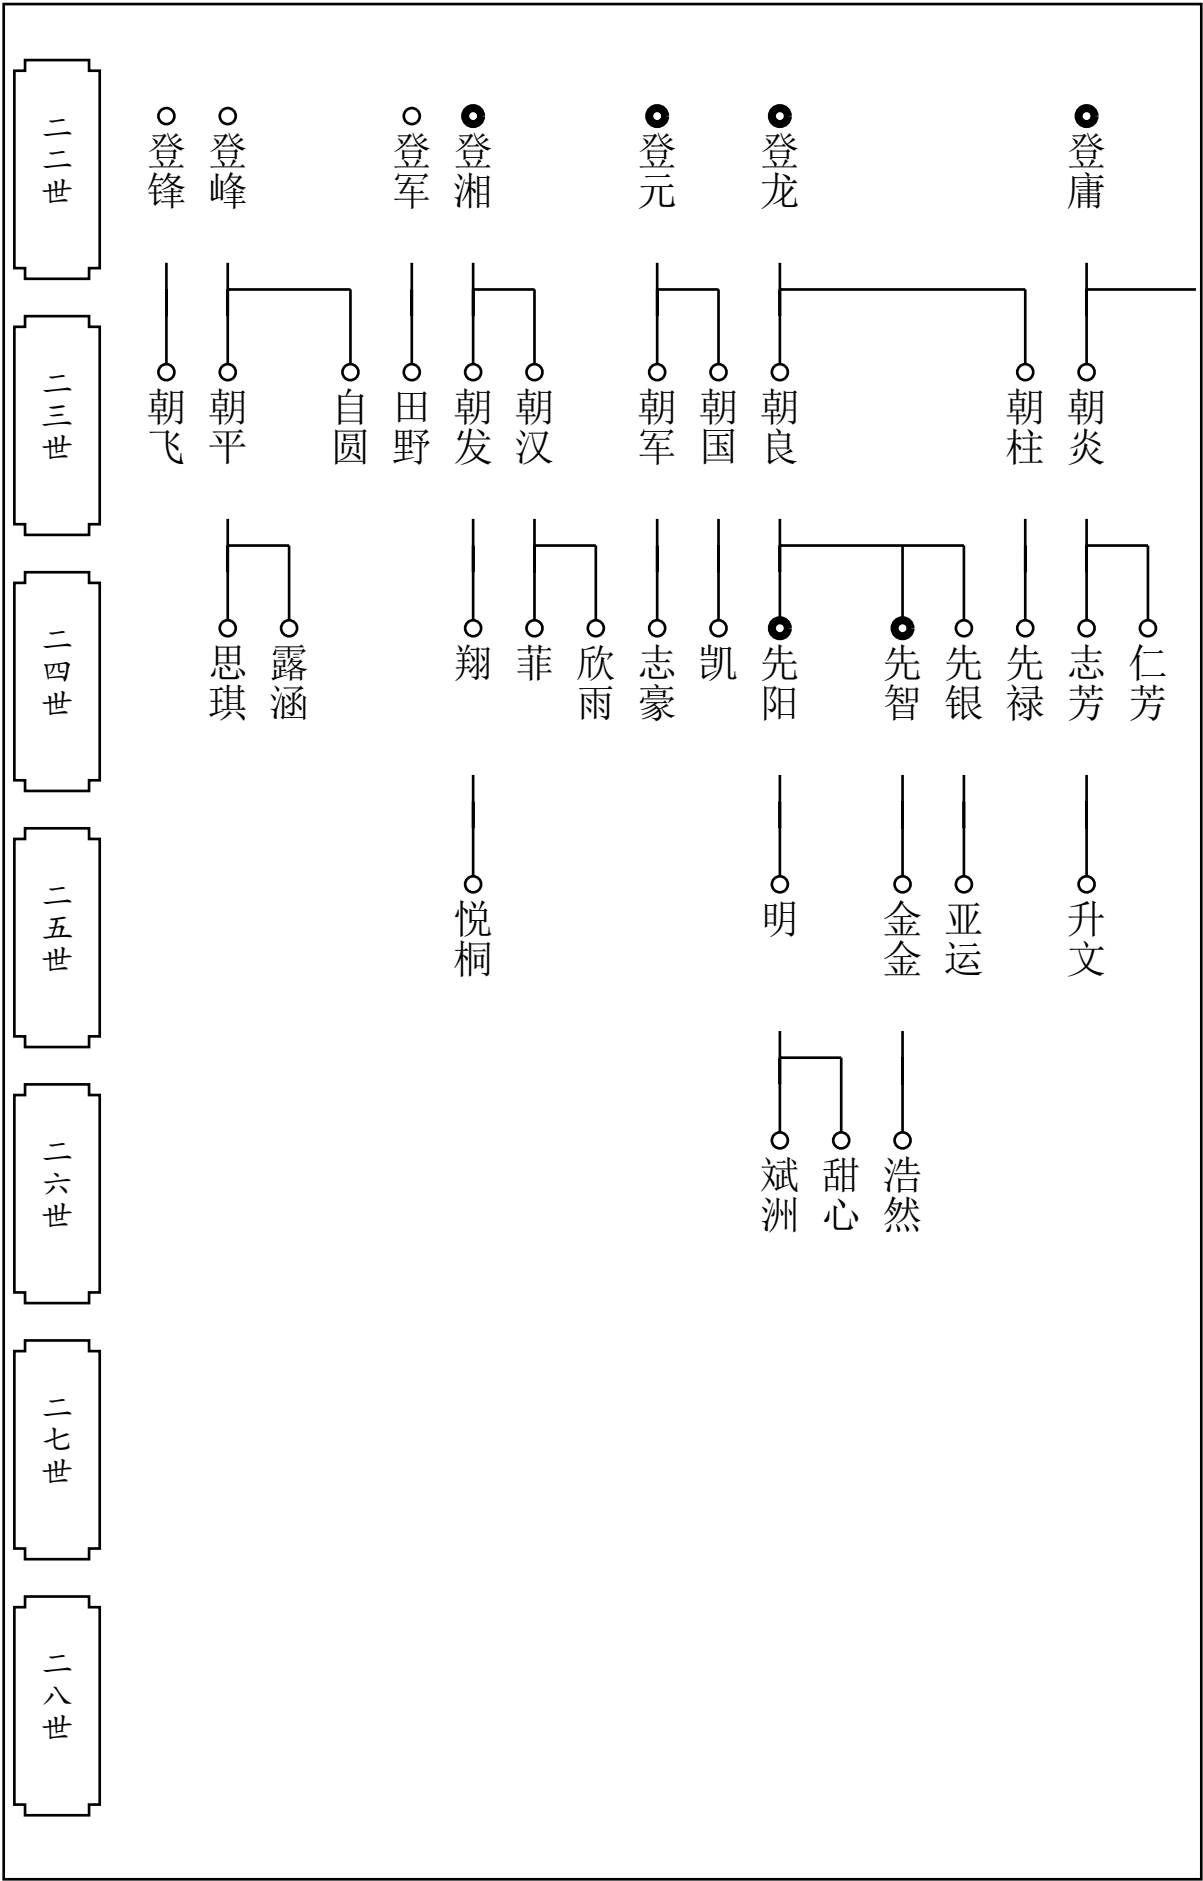 二二世
登锋
登峰
登军
登湘
登元
登龙
登庸
二三世
朝飞
朝平
自圆
田野
朝发
朝汉
朝军
朝国
朝良
朝柱
朝炎
二四世
思琪
露涵
翔
菲
欣雨
志豪
凯
先阳
先智
先银
先禄
志芳
仁芳
二五世
悦桐
明
金金
亚运
升文
二六世
斌洲
甜心
浩然
二七世
二八世